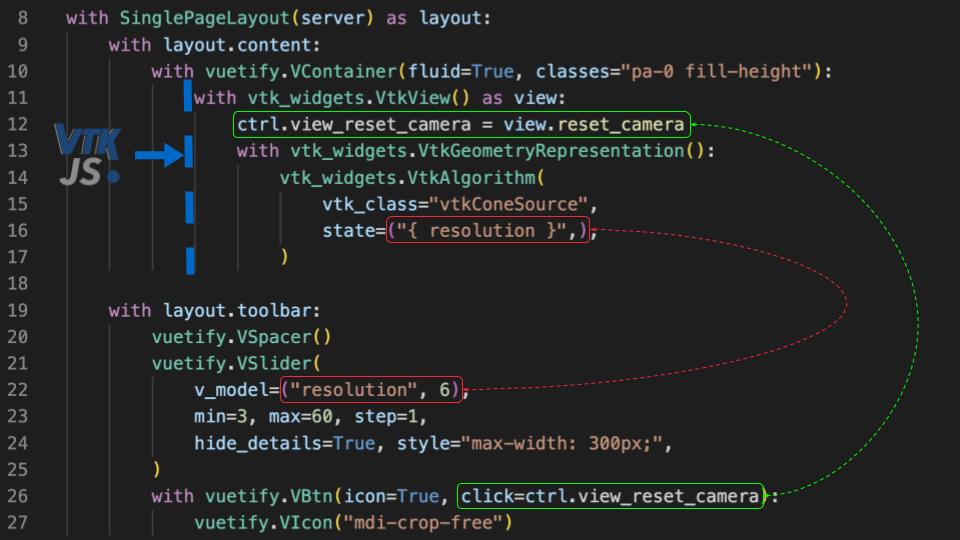 8 with SinglePageLayout(server) as layout:
9     with layout.content:
10         with vuetify.VContainer(fluid=True, classes="pa-0 fill-height"):
11             with vtk_widgets.VtkView() as view:
12                 ctrl.view_reset_camera = view.reset_camera
VTK
13                 with vtk_widgets.VtkGeometryRepresentation():
JS
14                     vtk_widgets.VtkAlgorithm(
15                         vtk_class="vtkConeSource",
16                         state=("{ resolution }",),
17                     )
18
19     with layout.toolbar:
20         vuetify.VSpacer()
21         vuetify.VSlider(
22             v_model=("resolution", 6),
23             min=3, max=60, step=1,
24             hide_details=True, style="max-width: 300px;",
25         )
26         with vuetify.VBtn(icon=True, click=ctrl.view_reset_camera):
27             vuetify.VIcon("mdi-crop-free")